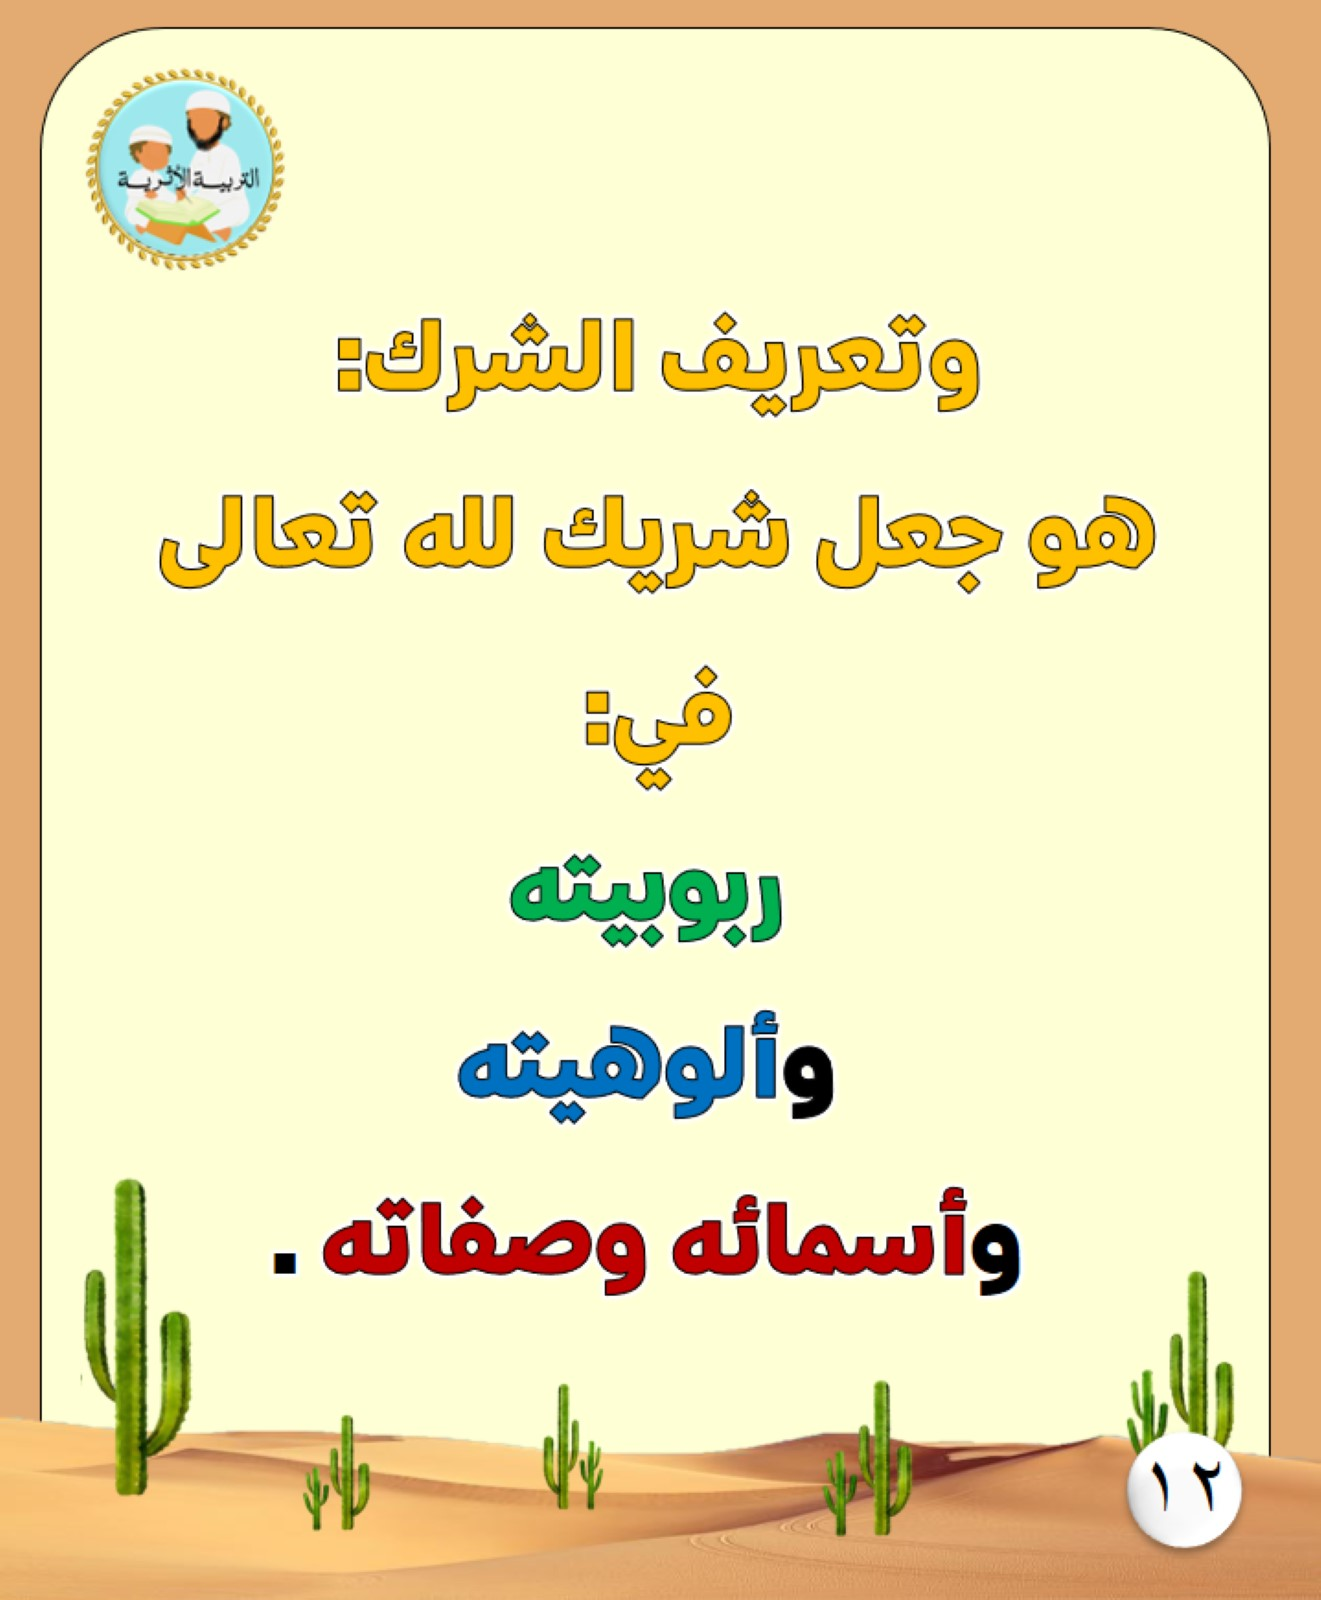 التربية الأثرية
وتعريف الشرك:
هو جعل شريك لله تعالى
في:
ربوبيته
وألوهيته
وأسمائه وصفاته .
١٢